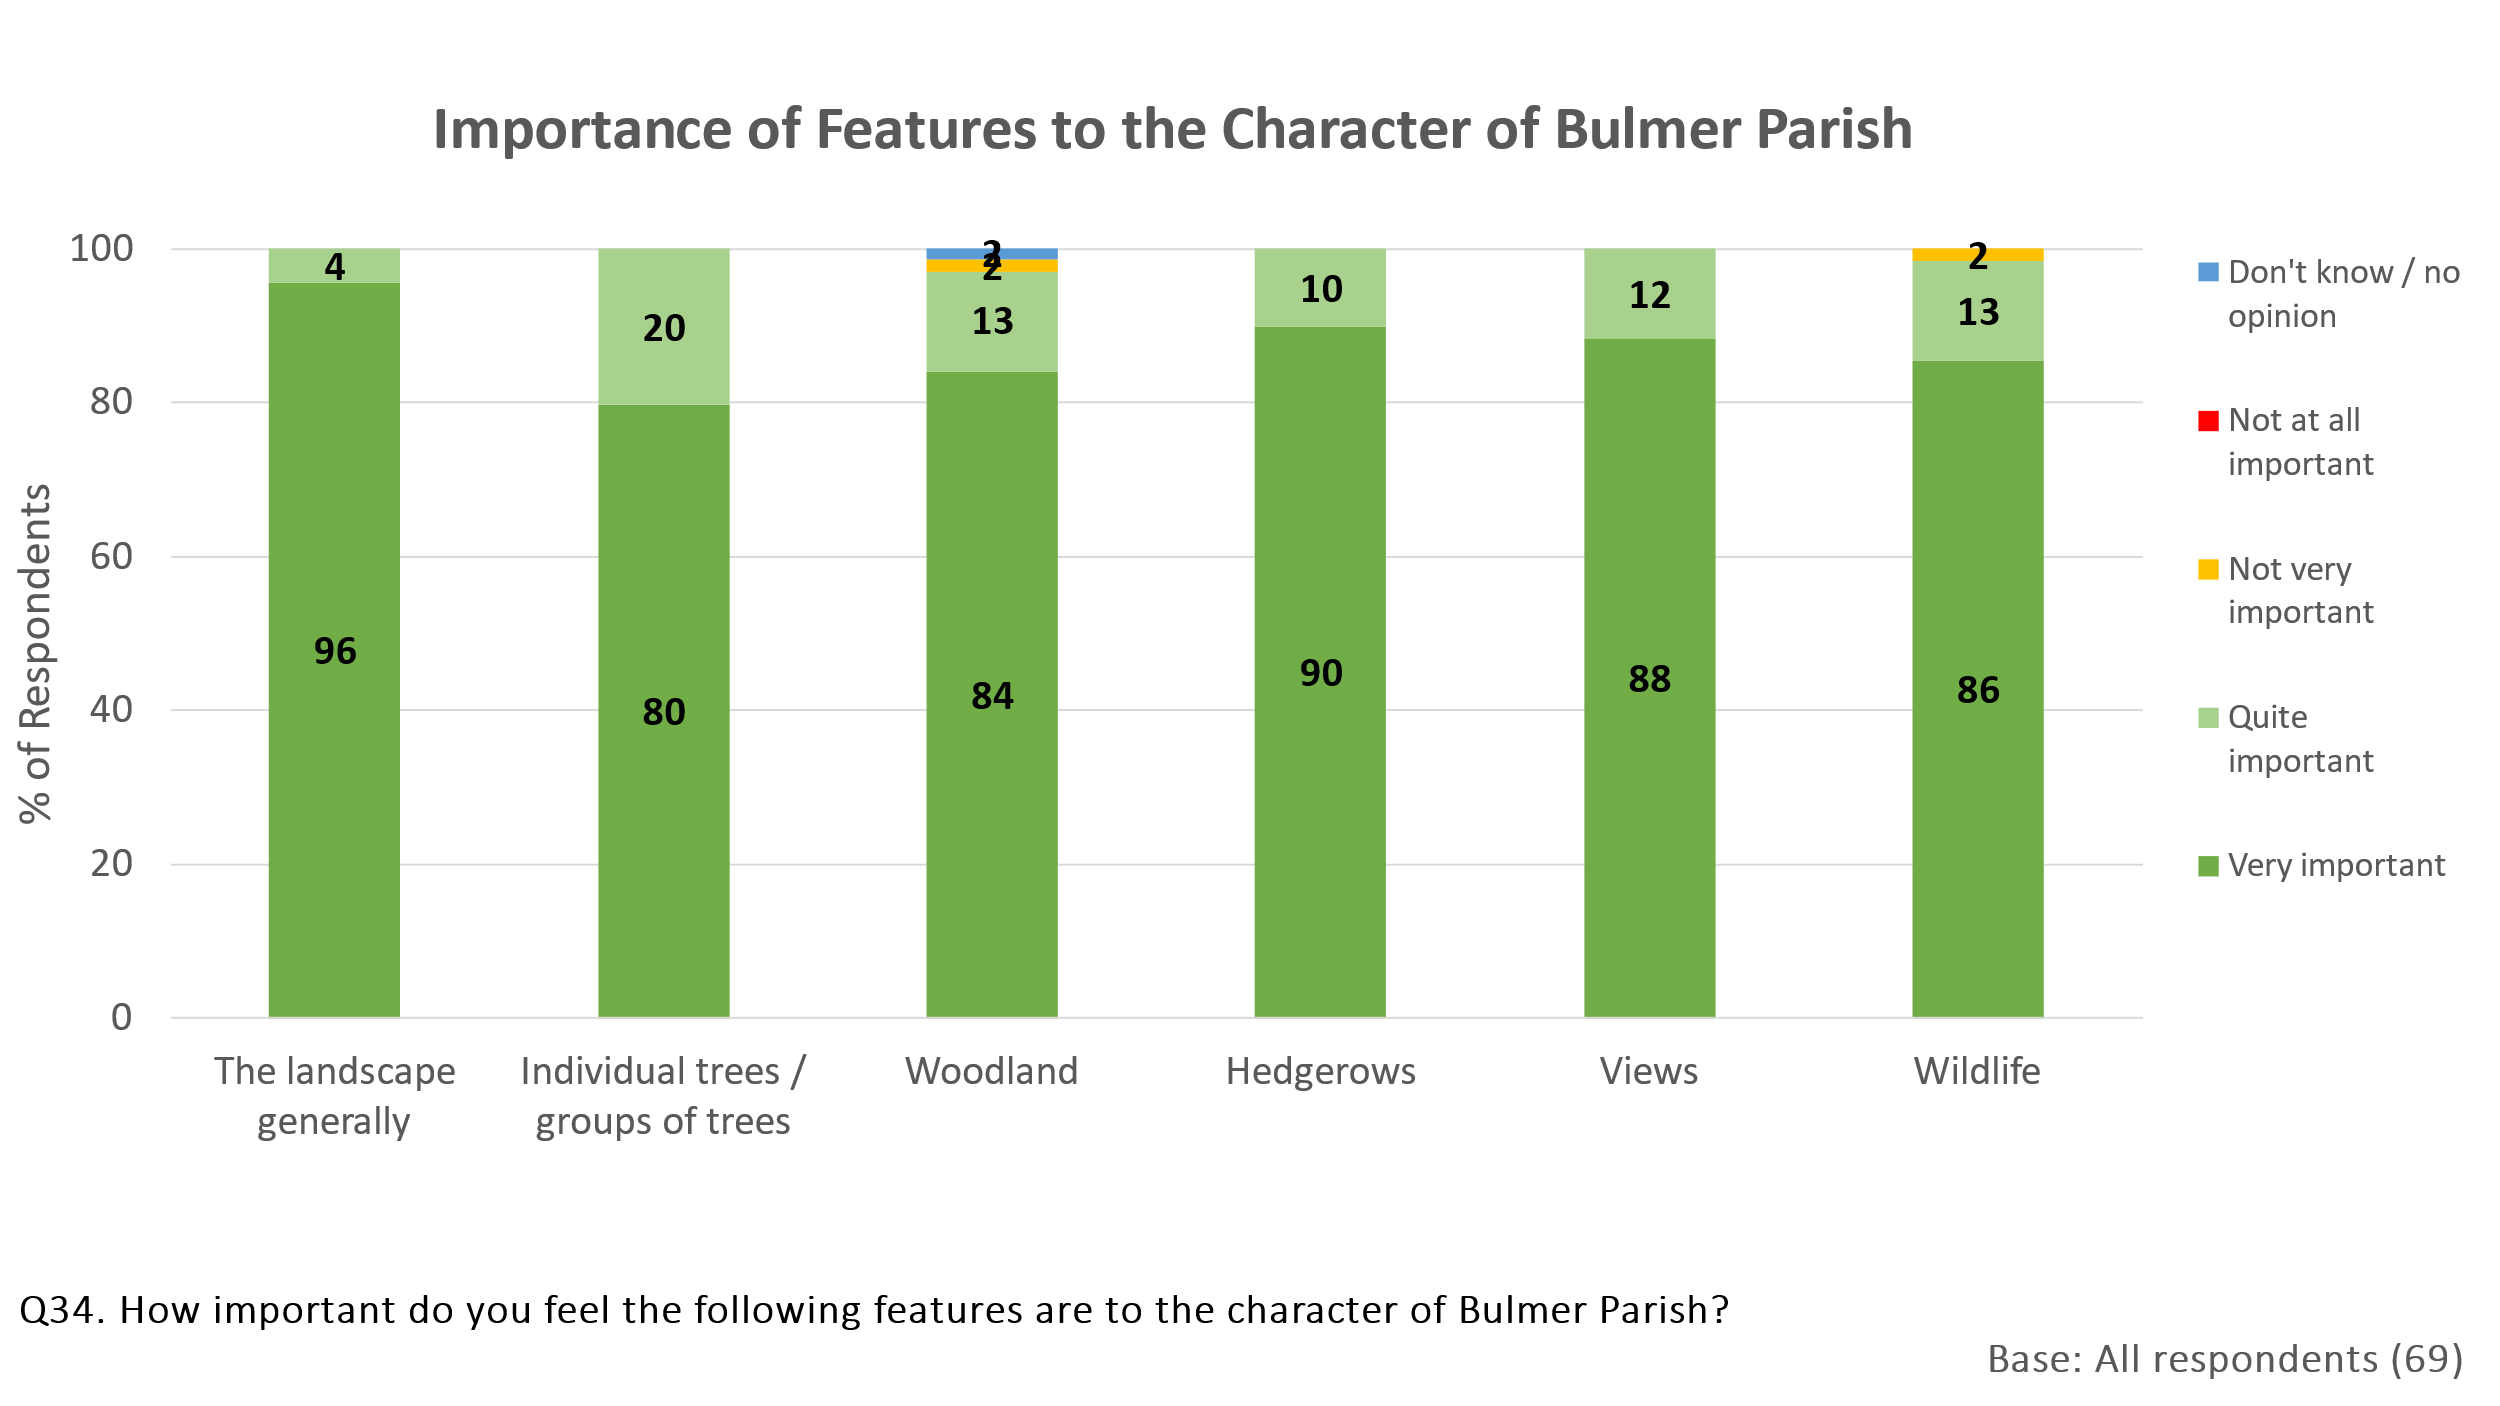 Importance of Features to the Character of Bulmer Parish
% of Respondents
100
80
60
40
20
0
4
96
20
80
2
13
84
10
90
12
88
2
13
86
The landscape
generally
Individual trees /
groups of trees
Woodland
Hedgerows
Views
Wildlife
Don't know / no
opinion
Not at all
important
Not very
important
Quite
important
Very important
Q34. How important do you feel the following features are to the character of Bulmer Parish?
Base: All respondents (69)